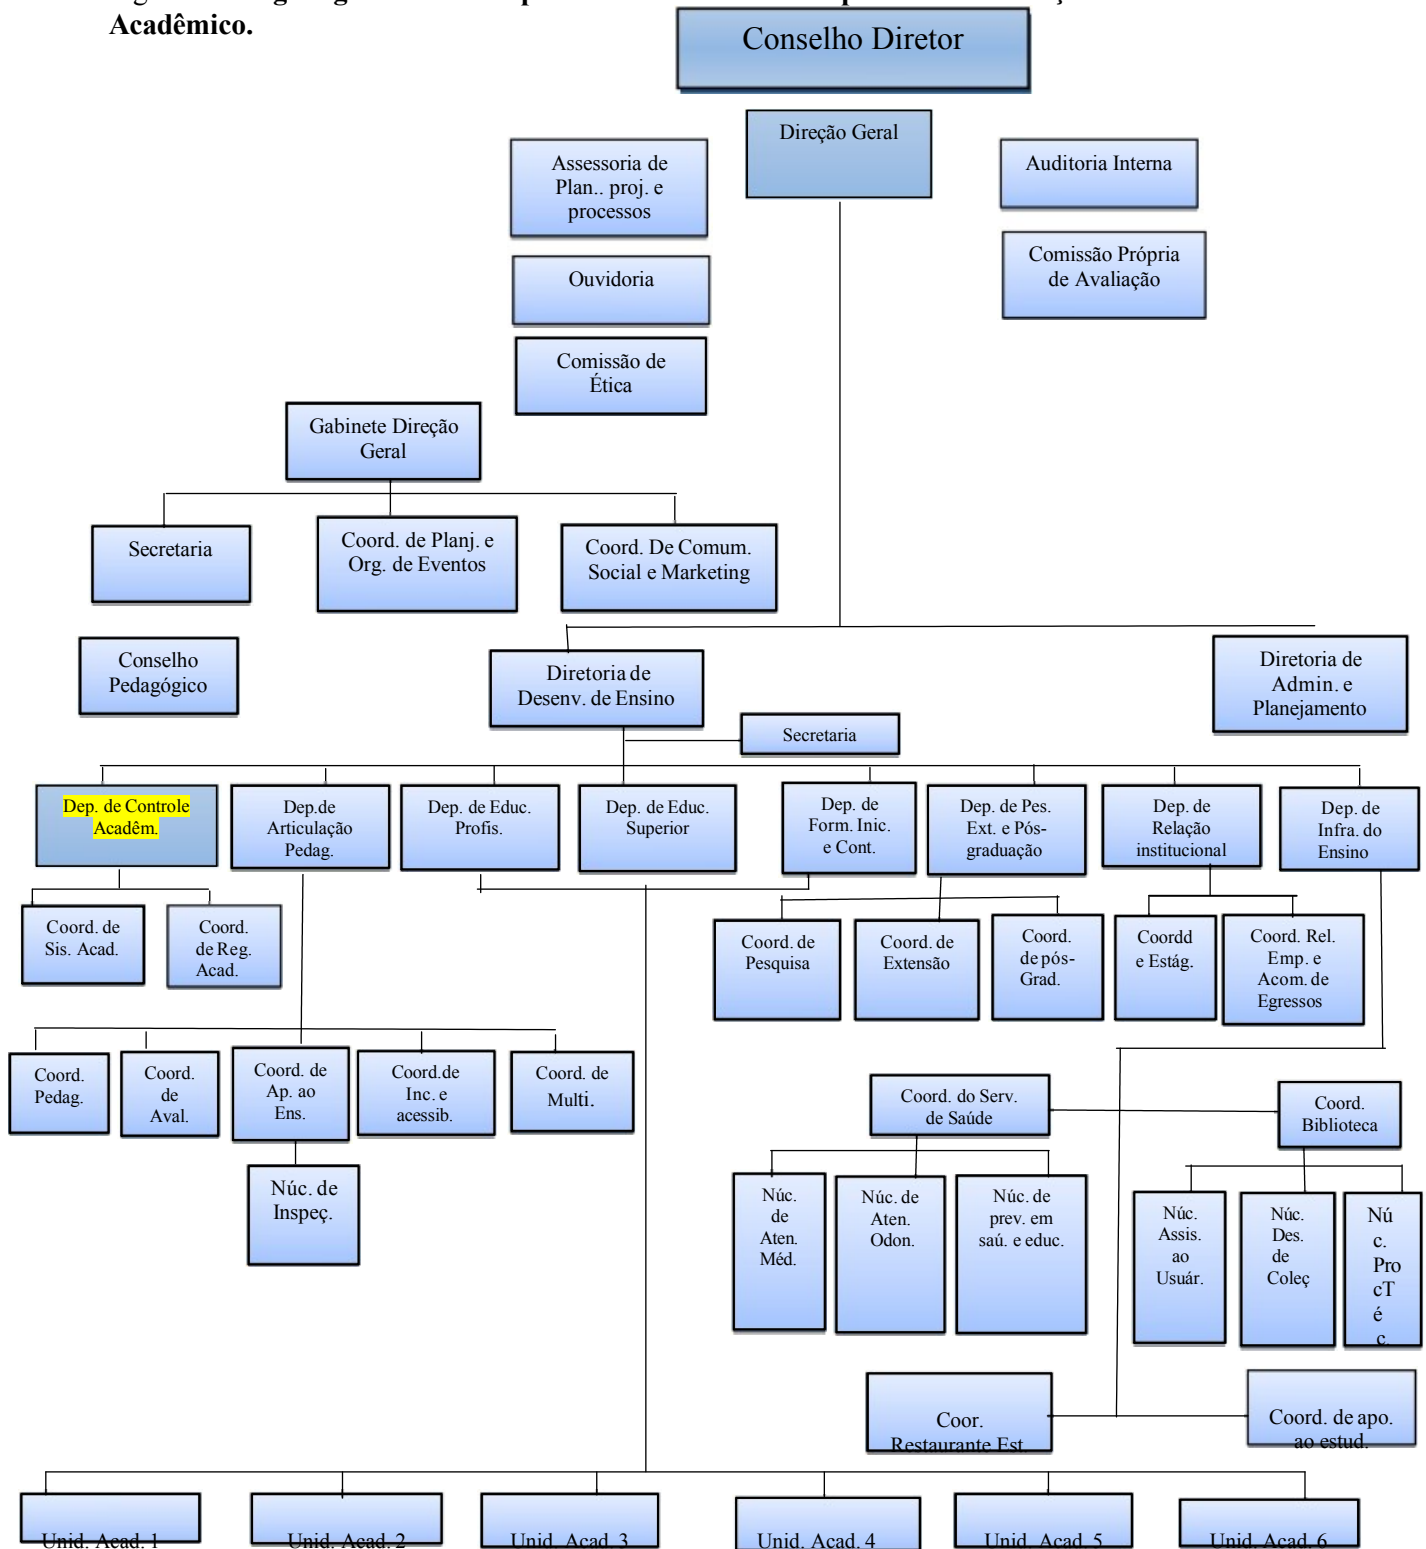 Acadêmico.
Conselho Diretor
Direção Geral
Assessoria de
Plan.. proj. e
processos
Auditoria Interna
Ouvidoria
Comissão Própria
de Avaliação
Comissão de
Ética
Gabinete Direção
Geral
Secretaria
Coord. de Planj. e
Org. de Eventos
Coord. De Comum.
Social e Marketing
Conselho
Pedagógico
Diretoria de
Desenv. de Ensino
Diretoria de
Admin. e
Planejamento
Secretaria
Dep. de Controle
Acadêm.
Dep.de
Articulação
Pedag.
Dep. de Educ.
Profis.
Dep. de Educ.
Superior
Dep. de
Form. Inic.
e Cont.
Dep. de Pes.
Ext. e Pós-
graduação
Dep. de
Relação
institucional
Dep. de
Infra. do
Ensino
Coord. de
Sis. Acad.
Coord.
de Reg.
Acad.
Coord. de
Pesquisa
Coord. de
Extensão
Coord.
de pós-
Grad.
Coordd
e Estág.
Coord. Rel.
Emp. e
Acom. de
Egressos
Coord.
Pedag.
Coord.
de
Aval.
Coord. de
Ap. ao
Ens.
Coord.de
Inc. e
acessib.
Coord. de
Multi.
Núc. de
Inspeç.
Coord. do Serv.
de Saúde
Coord.
Biblioteca
Núc.
de
Aten.
Méd.
Núc. de
Aten.
Odon.
Núc. de
prev. em
saú. e educ.
Núc.
Assis.
ao
Usuár.
Núc.
Des.
de
Coleç
Nú
c.
Pro
cT
é
c.
Coor.
Restaurante Est.
Coord. de apo.
ao estud.
Unid. Acad. 1
Unid. Acad. 2
Unid. Acad. 3
Unid. Acad. 4
Unid. Acad. 5
Unid. Acad. 6